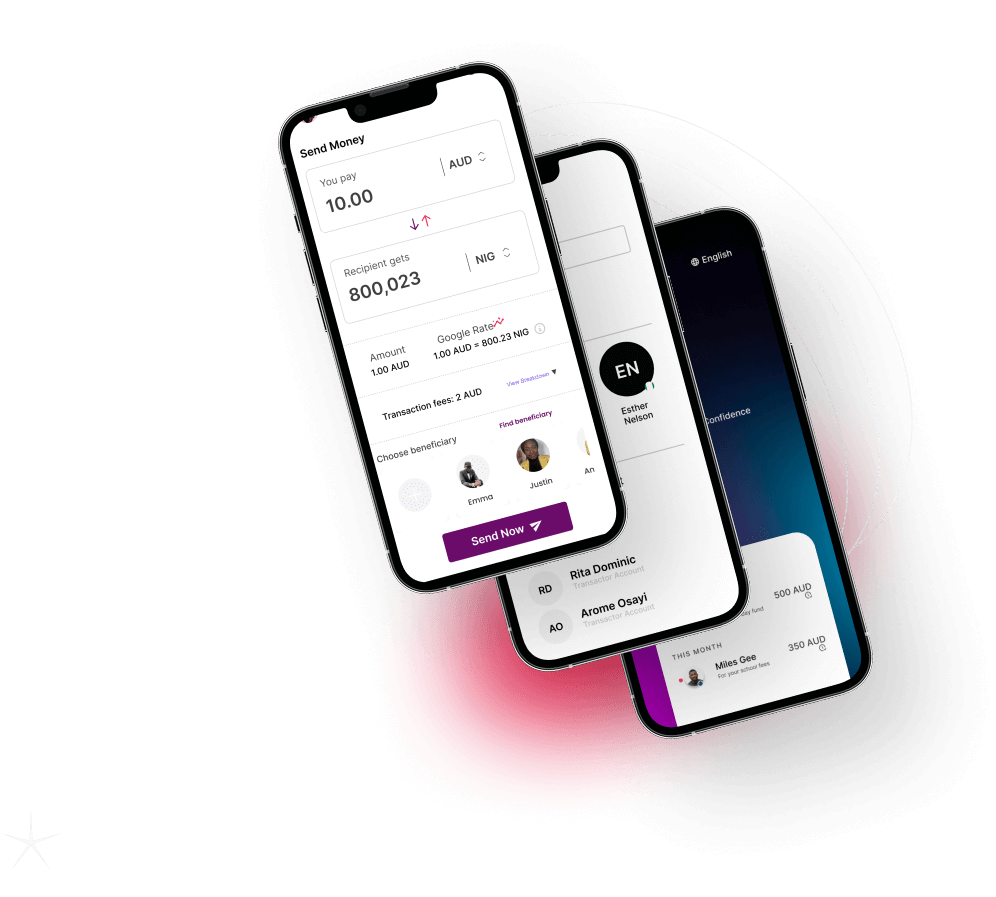 Send Money
You pay
10.00
AUD
Recipient gets
800,023
NIG
Amount
1.00 AUD
Google Rate
1.00 AUD = 800.23 NIG
Transaction fees: 2 AUD
View Breakdown
Choose beneficiary
Find beneficiary
Emma
Justin
An
Send Now
EN
Esther
Nelson
RD
Rita Dominic
Transactor Account
AO
Arome Osayi
Transactor Account
English
Confidence
500 AUD
fund
THIS MONTH
Miles Gee
For your school fees
350 AUD